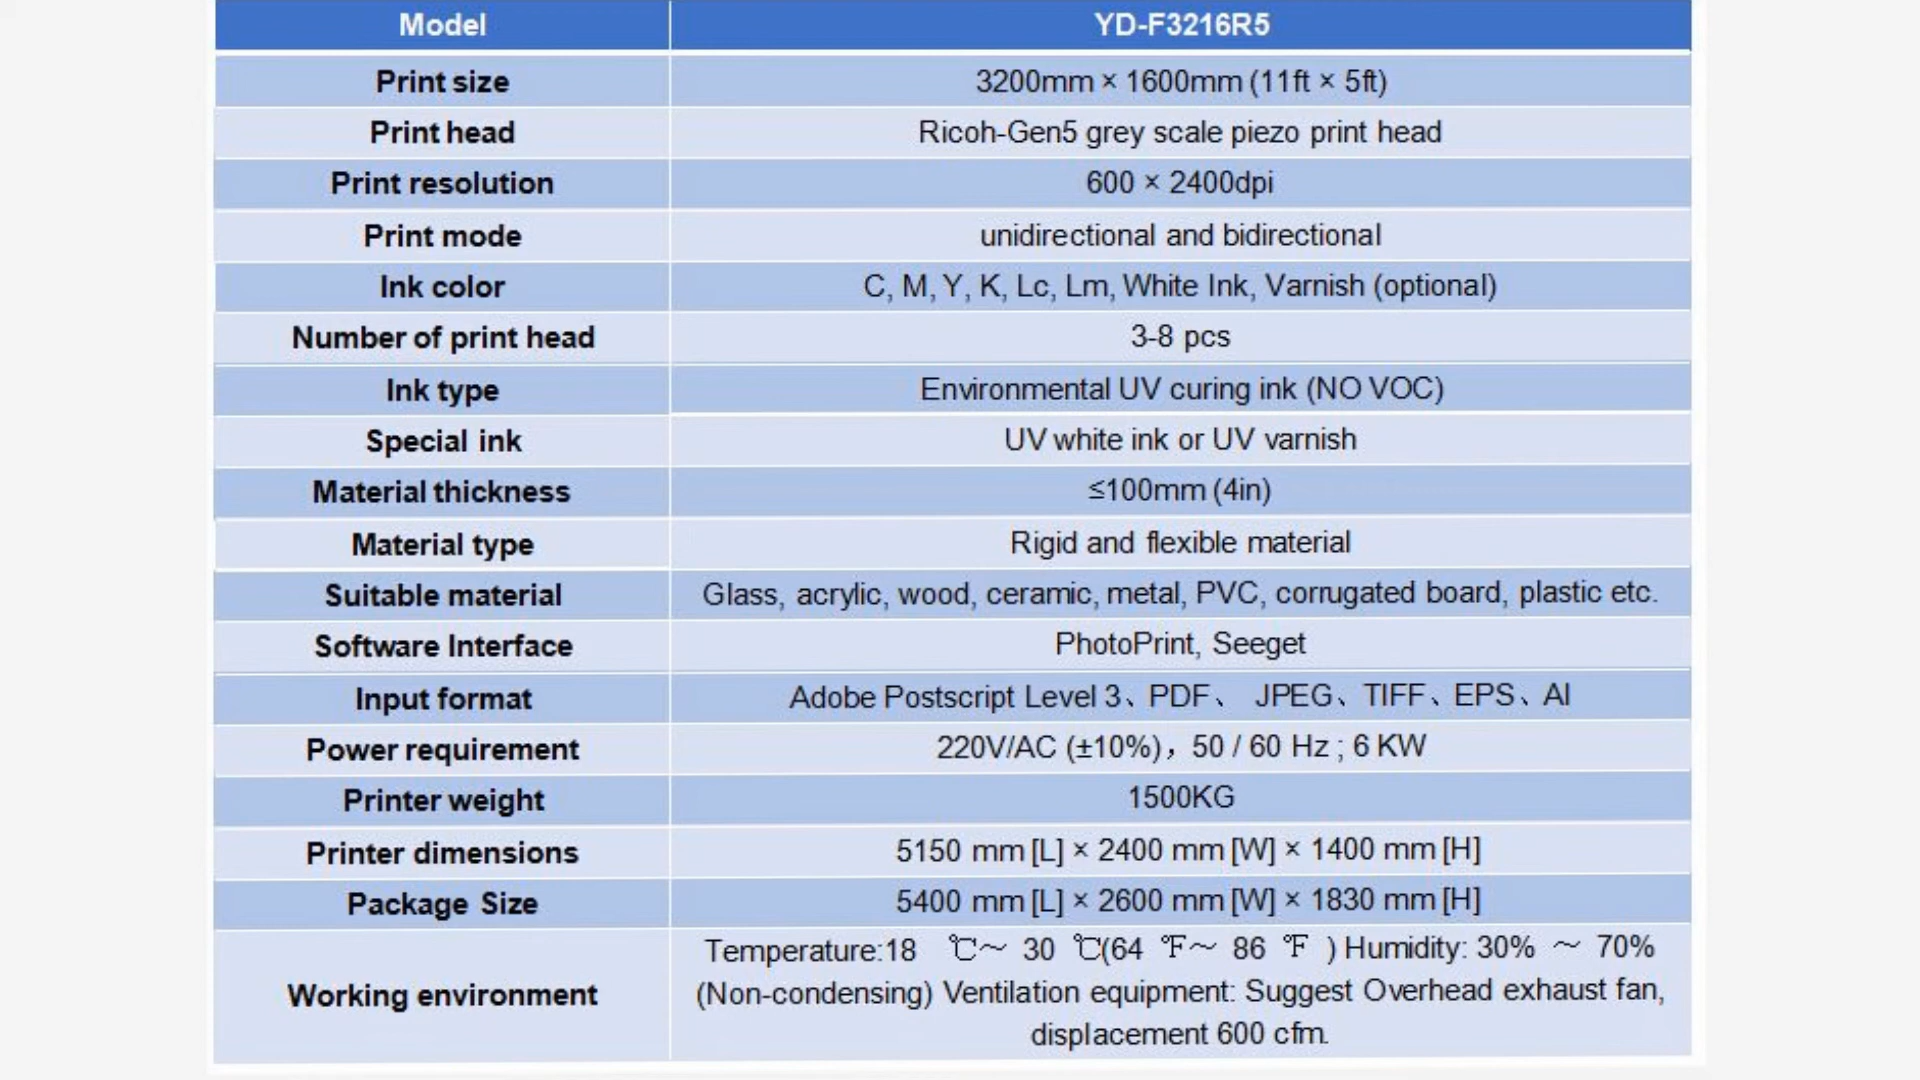 Model YD-F3216R5
Print size 3200mm × 1600mm (11ft × 5ft)
Print head Ricoh-Gen5 grey scale piezo print head
Print resolution 600 × 2400dpi
Print mode unidirectional and bidirectional
Ink color C, M, Y, K, Lc, Lm, White Ink, Varnish (optional)
Number of print head 3-8 pcs
Ink type Environmental UV curing ink (NO VOC)
Special ink UV white ink or UV varnish
Material thickness ≤100mm (4in)
Material type Rigid and flexible material
Suitable material Glass, acrylic, wood, ceramic, metal, PVC, corrugated board, plastic etc.
Software Interface PhotoPrint, Seeget
Input format Adobe Postscript Level 3、PDF、 JPEG、TIFF、EPS、AI
Power requirement 220V/AC (±10%)，50 / 60 Hz ; 6 KW
Printer weight 1500KG
Printer dimensions 5150 mm [L] × 2400 mm [W] × 1400 mm [H]
Package Size 5400 mm [L] × 2600 mm [W] × 1830 mm [H]
Working environment Temperature:18 ℃～ 30 ℃(64 ℉～ 86 ℉ ) Humidity: 30% ～ 70%
(Non-condensing) Ventilation equipment: Suggest Overhead exhaust fan,
displacement 600 cfm.